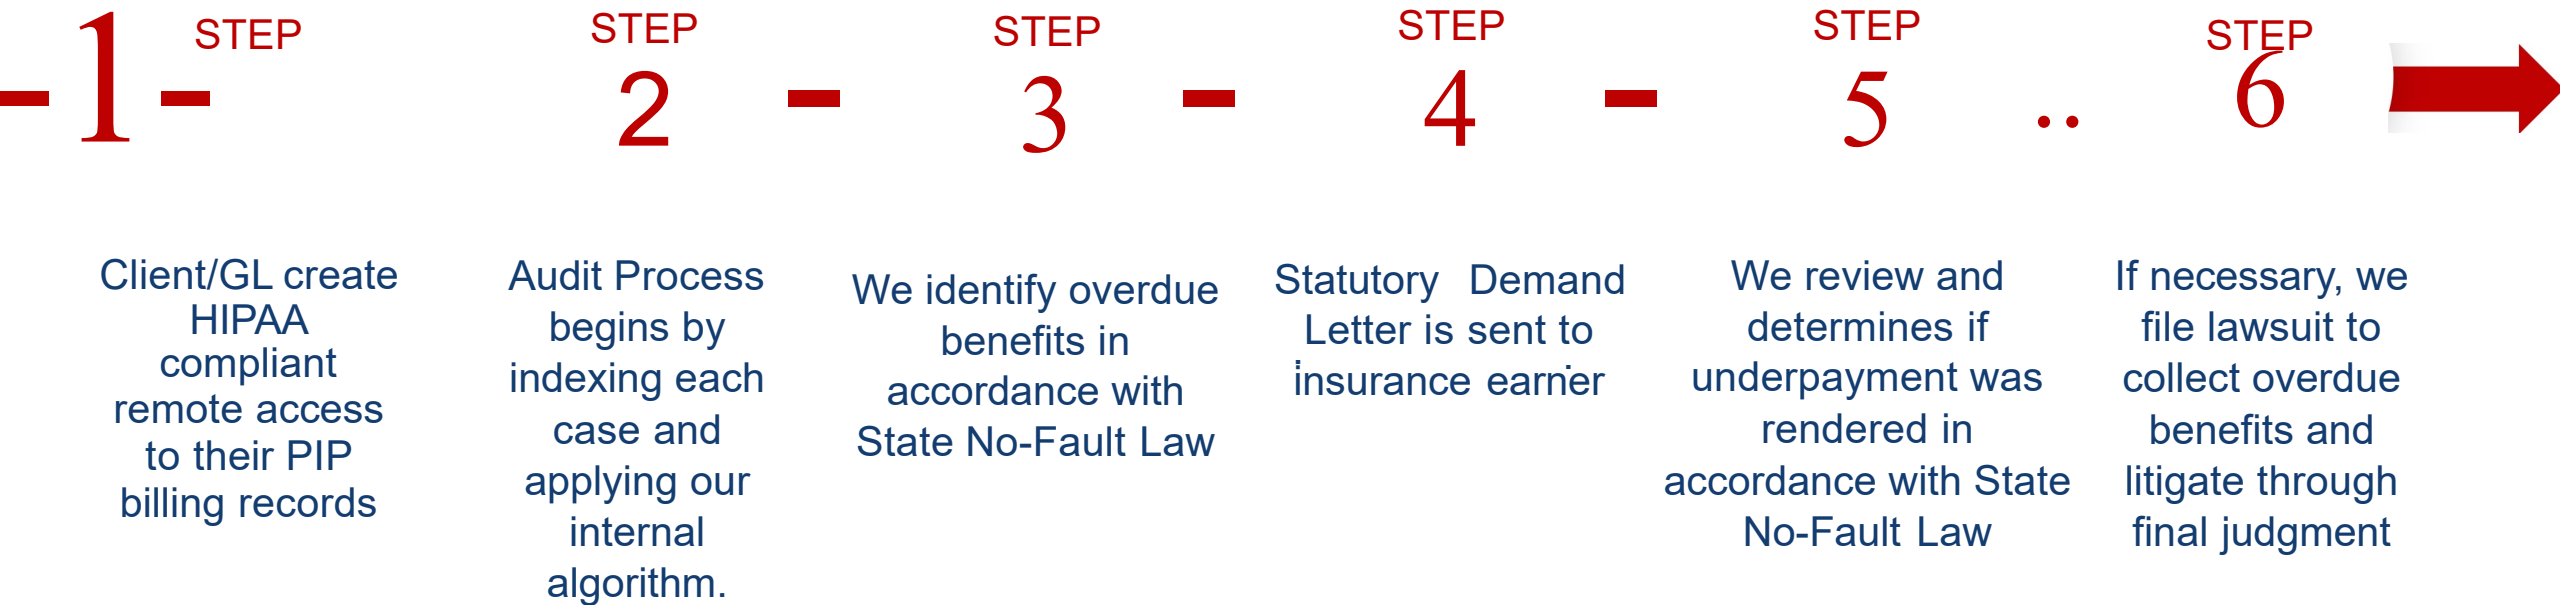 STEP
1
Client/GL create
HIPAA
compliant
remote access
to their PIP
billing records
STEP
2
Audit Process
begins by
indexing each
case and
applying our
internal
algorithm.
STEP
3
We identify overdue
benefits in
accordance with
State No-Fault Law
STEP
4
Statutory Demand
Letter is sent to
insurance earner
STEP
5
We review and
determines if
underpayment was
rendered in
accordance with State
No-Fault Law
STEP
6
If necessary, we
file lawsuit to
collect overdue
benefits and
litigate through
final judgment